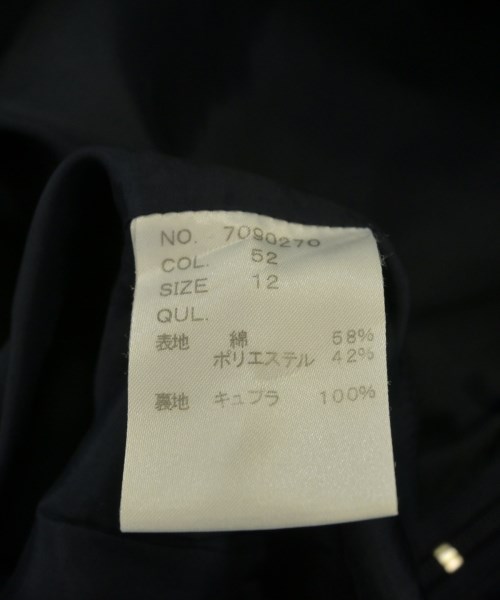 NO. 7090270
COL. 52
SIZE 12
QUL.
表地 綿 58%
ポリエステル 42%
裏地 キュプラ 100%